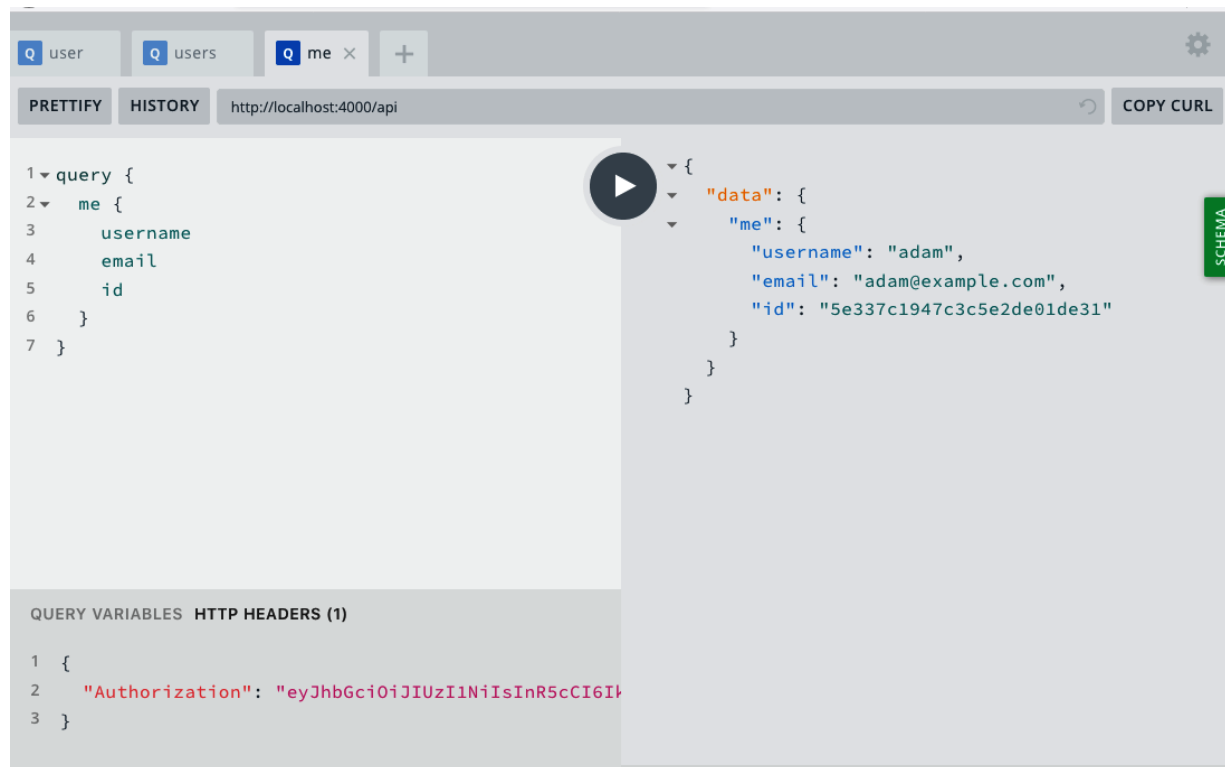 Q user Q users Q me × +
PRETTIFY HISTORY http://localhost:4000/api COPY CURL
1 query {
2 me {
3 username
4 email
5 id
6 }
7 }
{
"data": {
"me": {
"username": "adam",
"email": "adam@example.com",
"id": "5e337c1947c3c5e2de01de31"
}
}
}
SCHEMA
QUERY VARIABLES HTTP HEADERS (1)
1 {
2 "Authorization": "eyJhbGciOiJIUzI1NiIsInR5cCI6Ik
3 }